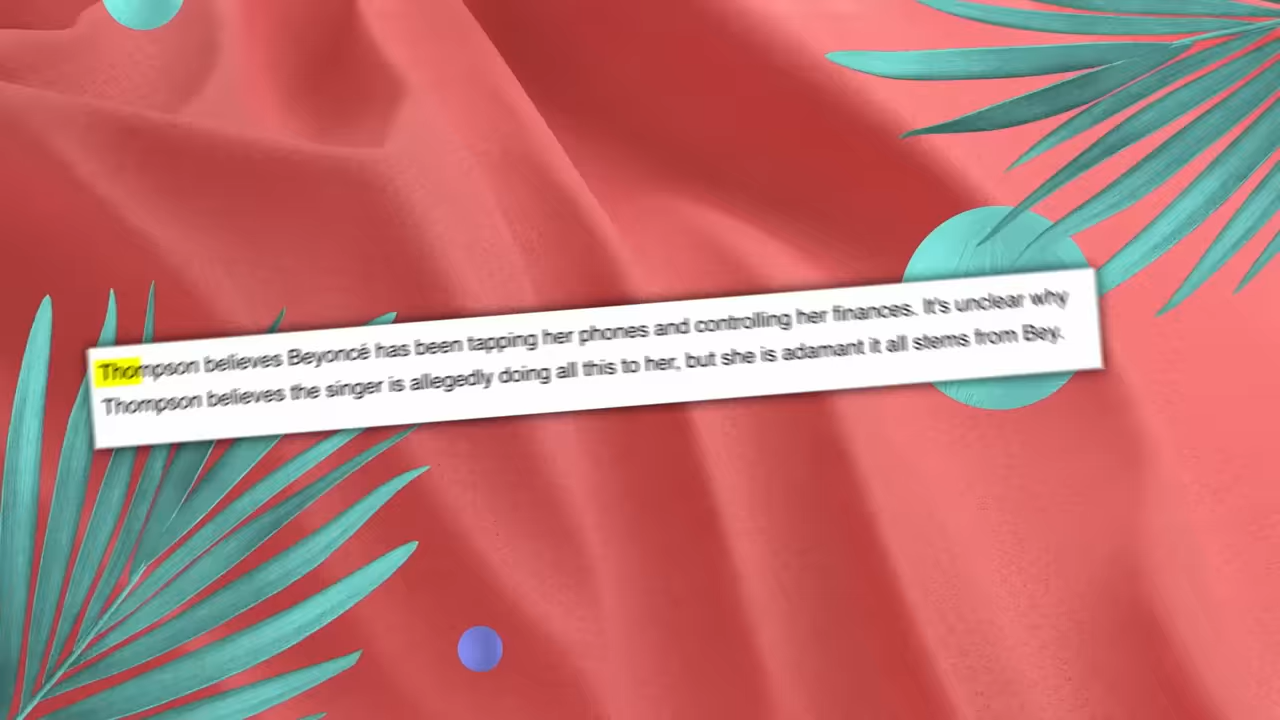 Thompson believes Beyoncé has been tapping her phones and controlling her finances. It's unclear why
Thompson believes the singer is allegedly doing all this to her, but she is adamant it all stems from Bey.